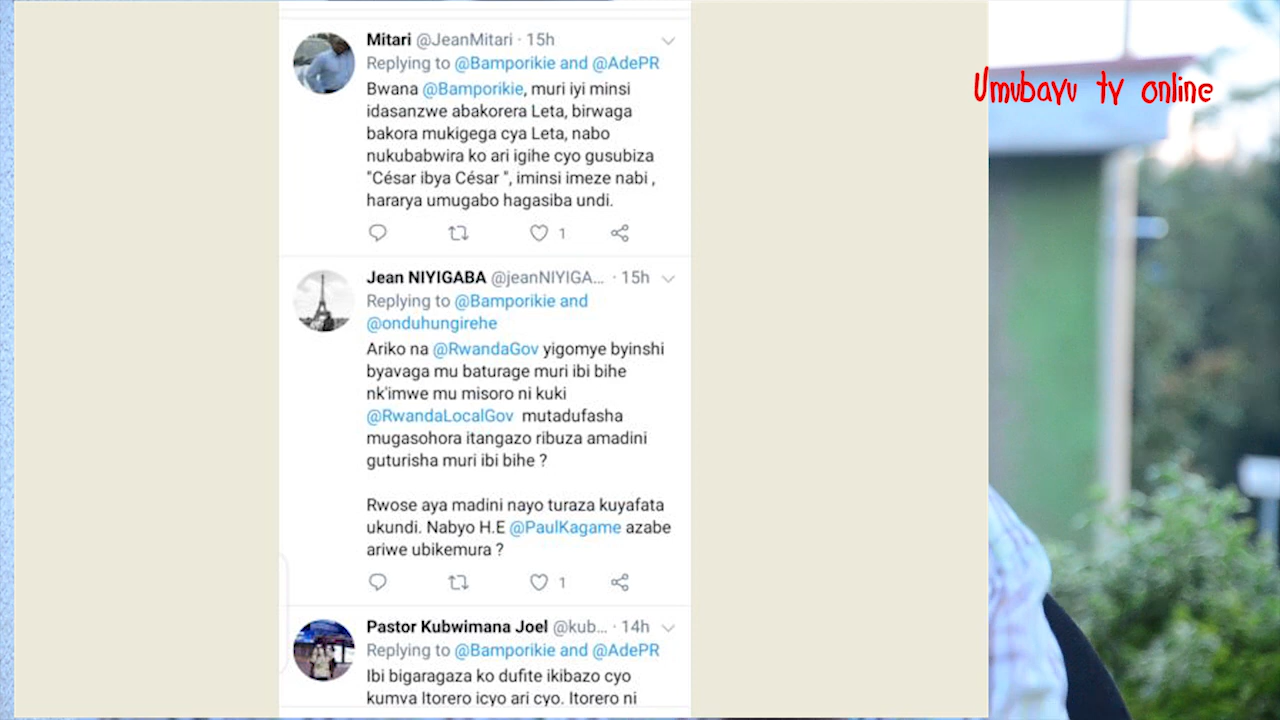 Mitari @JeanMitari · 15h
Replying to @Bamporikie and @AdePR
Bwana @Bamporikie, muri iyi minsi
idasanzwe abakorera Leta, birwaga
bakora mukigega cya Leta, nabo
nukubabwira ko ari igihe cyo gusubiza
"César ibya César ", iminsi imeze nabi ,
hararya umugabo hagasiba undi.
1
Jean NIYIGABA @jeanNIYIGA... · 15h
Replying to @Bamporikie and
@onduhungirehe
Ariko na @RwandaGov yigomye byinshi
byavaga mu baturage muri ibi bihe
nk'imwe mu misoro ni kuki
@RwandaLocalGov mutadufasha
mugasohora itangazo ribuza amadini
guturisha muri ibi bihe ?
Rwose aya madini nayo turaza kuyafata
ukundi. Nabyo H.E @PaulKagame azabe
ariwe ubikemura ?
1
Pastor Kubwimana Joel @kub... · 14h
Replying to @Bamporikie and @AdePR
Ibi bigaragaza ko dufite ikibazo cyo
kumva Itorero icyo ari cyo. Itorero ni
Umubavu tv online